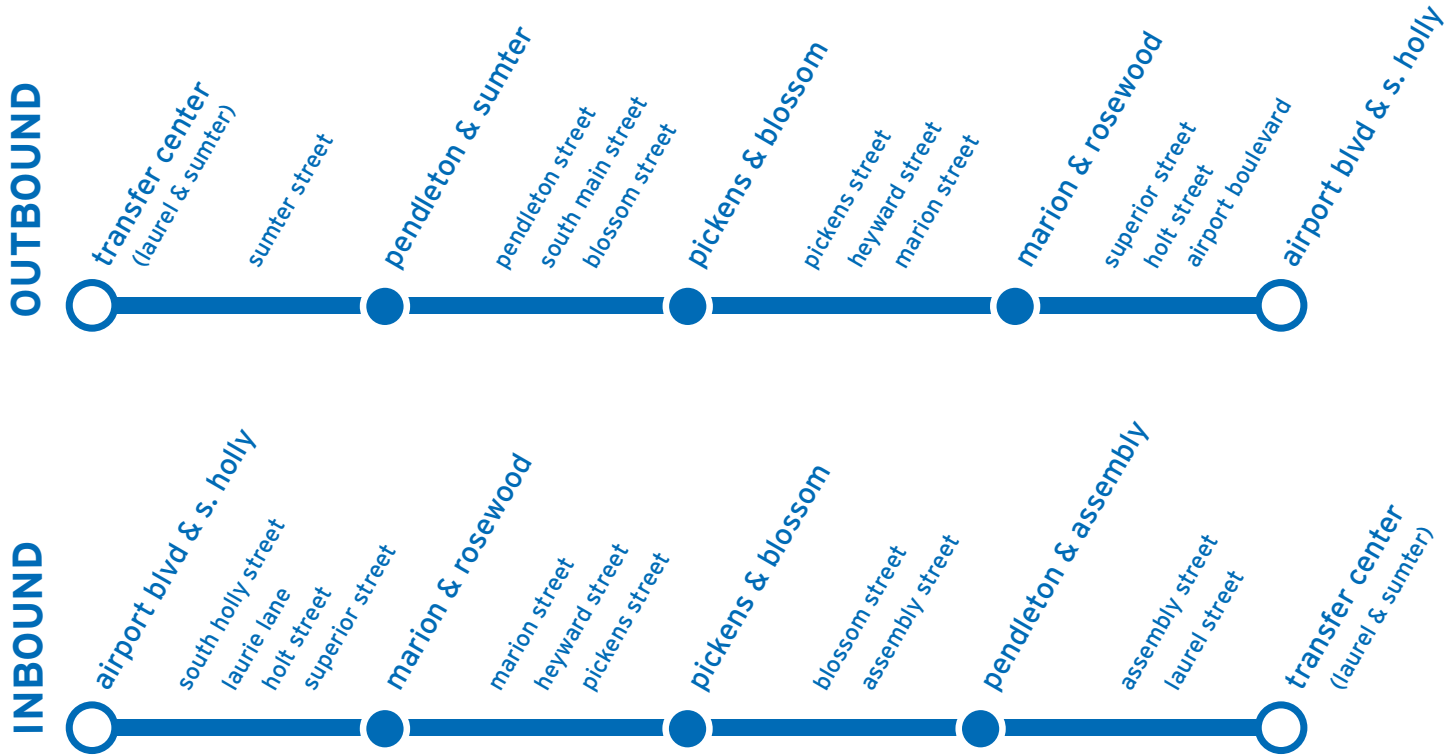 OUTBOUND
transfer center
(laurel & sumter)
sumter street
pendleton & sumter
pendleton street
south main street
blossom street
pickens & blossom
pickens street
heyward street
marion street
marion & rosewood
superior street
holt street
airport boulevard
airport blvd & s. holly
INBOUND
airport blvd & s. holly
south holly street
laurie lane
holt street
superior street
marion & rosewood
marion street
heyward street
pickens street
pickens & blossom
blossom street
assembly street
pendleton & assembly
assembly street
laurel street
transfer center
(laurel & sumter)